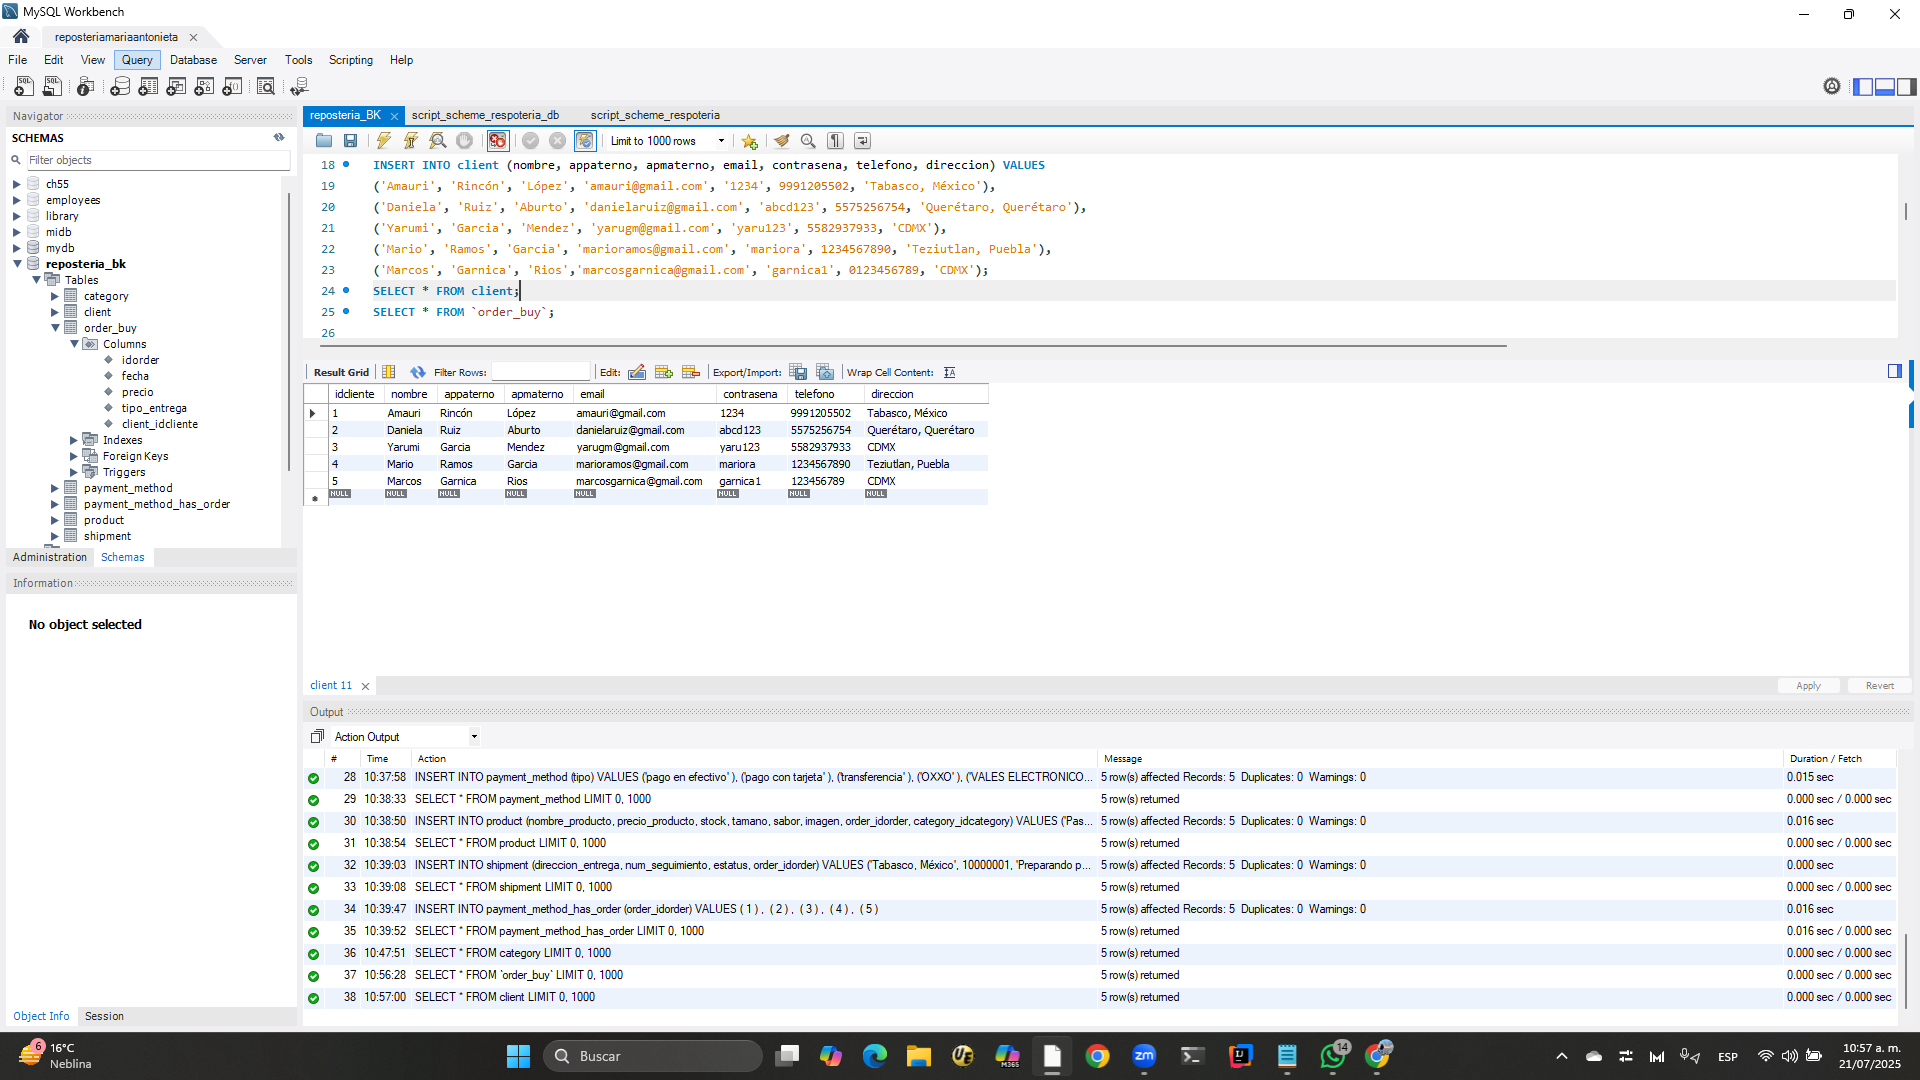 MySQL Workbench
reposteriamariaantonieta
File Edit View Query Database Server Tools Scripting Help
Navigator
SCHEMAS
Filter objects
ch55
employees
library
midb
mydb
reposteria_bk
Tables
category
client
order_buy
Columns
idorder
fecha
precio
tipo_entrega
client_idcliente
Indexes
Foreign Keys
Triggers
payment_method
payment_method_has_order
product
shipment
Administration Schemas
Information
No object selected
Object Info Session
reposteria_BK script_scheme_respoteria_db script_scheme_respoteria
Limit to 1000 rows
18 INSERT INTO client (nombre, appaterno, apmaterno, email, contrasena, telefono, direccion) VALUES
19 ('Amauri', 'Rincón', 'López', 'amauri@gmail.com', '1234', 9991205502, 'Tabasco, México'),
20 ('Daniela', 'Ruiz', 'Aburto', 'danielaruiz@gmail.com', 'abcd123', 5575256754, 'Querétaro, Querétaro'),
21 ('Yarumi', 'Garcia', 'Mendez', 'yarugm@gmail.com', 'yaru123', 5582937933, 'CDMX'),
22 ('Mario', 'Ramos', 'Garcia', 'marioramos@gmail.com', 'mariora', 1234567890, 'Teziutlan, Puebla'),
23 ('Marcos', 'Garnica', 'Rios','marcosgarnica@gmail.com', 'garnica1', 0123456789, 'CDMX');
24 SELECT * FROM client;
25 SELECT * FROM `order_buy`;
26
Result Grid Filter Rows: Edit: Export/Import: Wrap Cell Content:
idcliente nombre appaterno apmaterno email contrasena telefono direccion
1 Amauri Rincón López amauri@gmail.com 1234 9991205502 Tabasco, México
2 Daniela Ruiz Aburto danielaruiz@gmail.com abcd123 5575256754 Querétaro, Querétaro
3 Yarumi Garcia Mendez yarugm@gmail.com yaru123 5582937933 CDMX
4 Mario Ramos Garcia marioramos@gmail.com mariora 1234567890 Teziutlan, Puebla
5 Marcos Garnica Rios marcosgarnica@gmail.com garnica1 123456789 CDMX
NULL NULL NULL NULL NULL NULL NULL NULL
client 11
Apply Revert
Output
Action Output
# Time Action Message Duration / Fetch
28 10:37:58 INSERT INTO payment_method (tipo) VALUES ('pago en efectivo' ), ('pago con tarjeta' ), ('transferencia' ), ('OXXO' ), ('VALES ELECTRONICO... 5 row(s) affected Records: 5 Duplicates: 0 Warnings: 0 0.015 sec
29 10:38:33 SELECT * FROM payment_method LIMIT 0, 1000 5 row(s) returned 0.000 sec / 0.000 sec
30 10:38:50 INSERT INTO product (nombre_producto, precio_producto, stock, tamano, sabor, imagen, order_idorder, category_idcategory) VALUES ('Pas... 5 row(s) affected Records: 5 Duplicates: 0 Warnings: 0 0.016 sec
31 10:38:54 SELECT * FROM product LIMIT 0, 1000 5 row(s) returned 0.000 sec / 0.000 sec
32 10:39:03 INSERT INTO shipment (direccion_entrega, num_seguimiento, estatus, order_idorder) VALUES ('Tabasco, México', 10000001, 'Preparando p... 5 row(s) affected Records: 5 Duplicates: 0 Warnings: 0 0.000 sec
33 10:39:08 SELECT * FROM shipment LIMIT 0, 1000 5 row(s) returned 0.000 sec / 0.000 sec
34 10:39:47 INSERT INTO payment_method_has_order (order_idorder) VALUES ( 1 ) , ( 2 ) , ( 3 ) , ( 4 ) , ( 5 ) 5 row(s) affected Records: 5 Duplicates: 0 Warnings: 0 0.016 sec
35 10:39:52 SELECT * FROM payment_method_has_order LIMIT 0, 1000 5 row(s) returned 0.016 sec / 0.000 sec
36 10:47:51 SELECT * FROM category LIMIT 0, 1000 5 row(s) returned 0.000 sec / 0.000 sec
37 10:56:28 SELECT * FROM `order_buy` LIMIT 0, 1000 5 row(s) returned 0.000 sec / 0.000 sec
38 10:57:00 SELECT * FROM client LIMIT 0, 1000 5 row(s) returned 0.000 sec / 0.000 sec
6
16°C
Neblina
Buscar
M365
zm
14
ESP
10:57 a. m.
21/07/2025